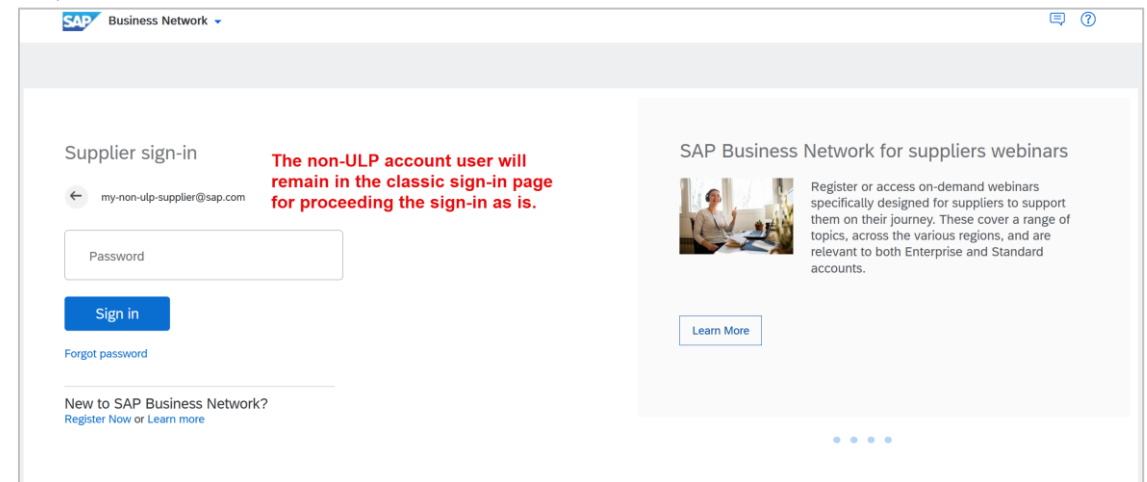 SAP Business Network
Supplier sign-in
my-non-ulp-supplier@sap.com
The non-ULP account user will
remain in the classic sign-in page
for proceeding the sign-in as is.
Password
Sign in
Forgot password
New to SAP Business Network?
Register Now or Learn more
SAP Business Network for suppliers webinars
Register or access on-demand webinars
specifically designed for suppliers to support
them on their journey. These cover a range of
topics, across the various regions, and are
relevant to both Enterprise and Standard
accounts.
Learn More